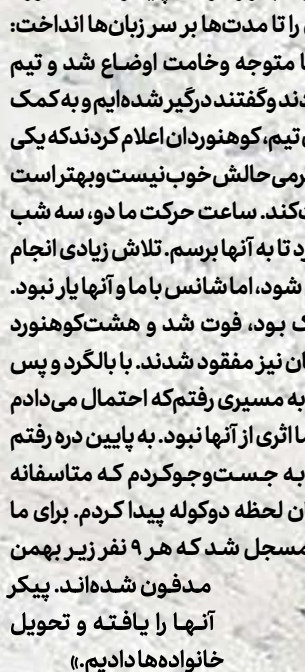 را تا مدت‌ها بر سر زبان‌ها انداخت:
متوجه وخامت اوضاع شد و تیم
دند و گفتند درگیر شده‌ایم و به کمک
تیم، کوهنوردان اعلام کردند که یکی
رمی حالش خوب نیست و بهتر است
کند. ساعت حرکت ما دو، سه شب
تا به آنها برسم. تلاش زیادی انجام
شود، اما شانس با ما و آنها یار نبود.
بود، فوت شد و هشت کوهنورد
نیز مفقود شدند. با بالگرد و پس
به مسیری رفتم که احتمال می‌دادم
اثری از آنها نبود. به پایین دره رفتم
به جست‌وجو کردم که متاسفانه
لحظه دو کوله پیدا کردم. برای ما
مسجل شد که هر ۹ نفر زیر بهمن
مدفون شده‌اند. پیکر
آنها را یافته و تحویل
خانواده‌ها دادیم.»